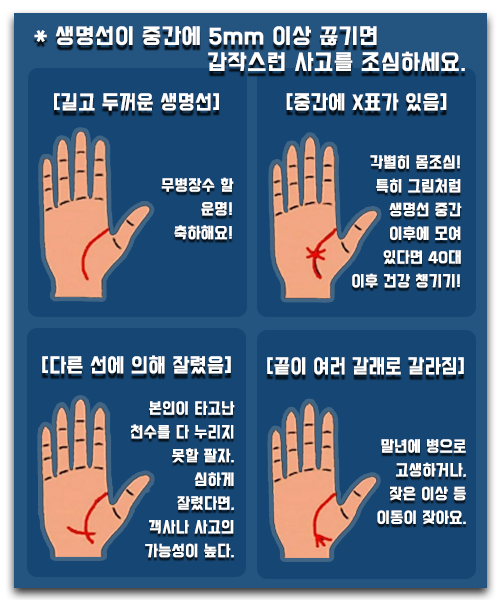 * 생명선이 중간에 5mm 이상 끊기면
갑작스런 사고를 조심하세요.
[길고 두꺼운 생명선]
무병장수 할
운명!
축하해요!
[중간에 X표가 있음]
각별히 몸조심!
특히 그림처럼
생명선 중간
이후에 모여
있다면 40대
이후 건강 챙기기!
[다른 선에 의해 잘렸음]
본인이 타고난
천수를 다 누리지
못할 팔자.
심하게
잘렸다면,
객사나 사고의
가능성이 높다.
[끝이 여러 갈래로 갈라짐]
말년에 병으로
고생하거나,
잦은 이상 등
이동이 잦아요.